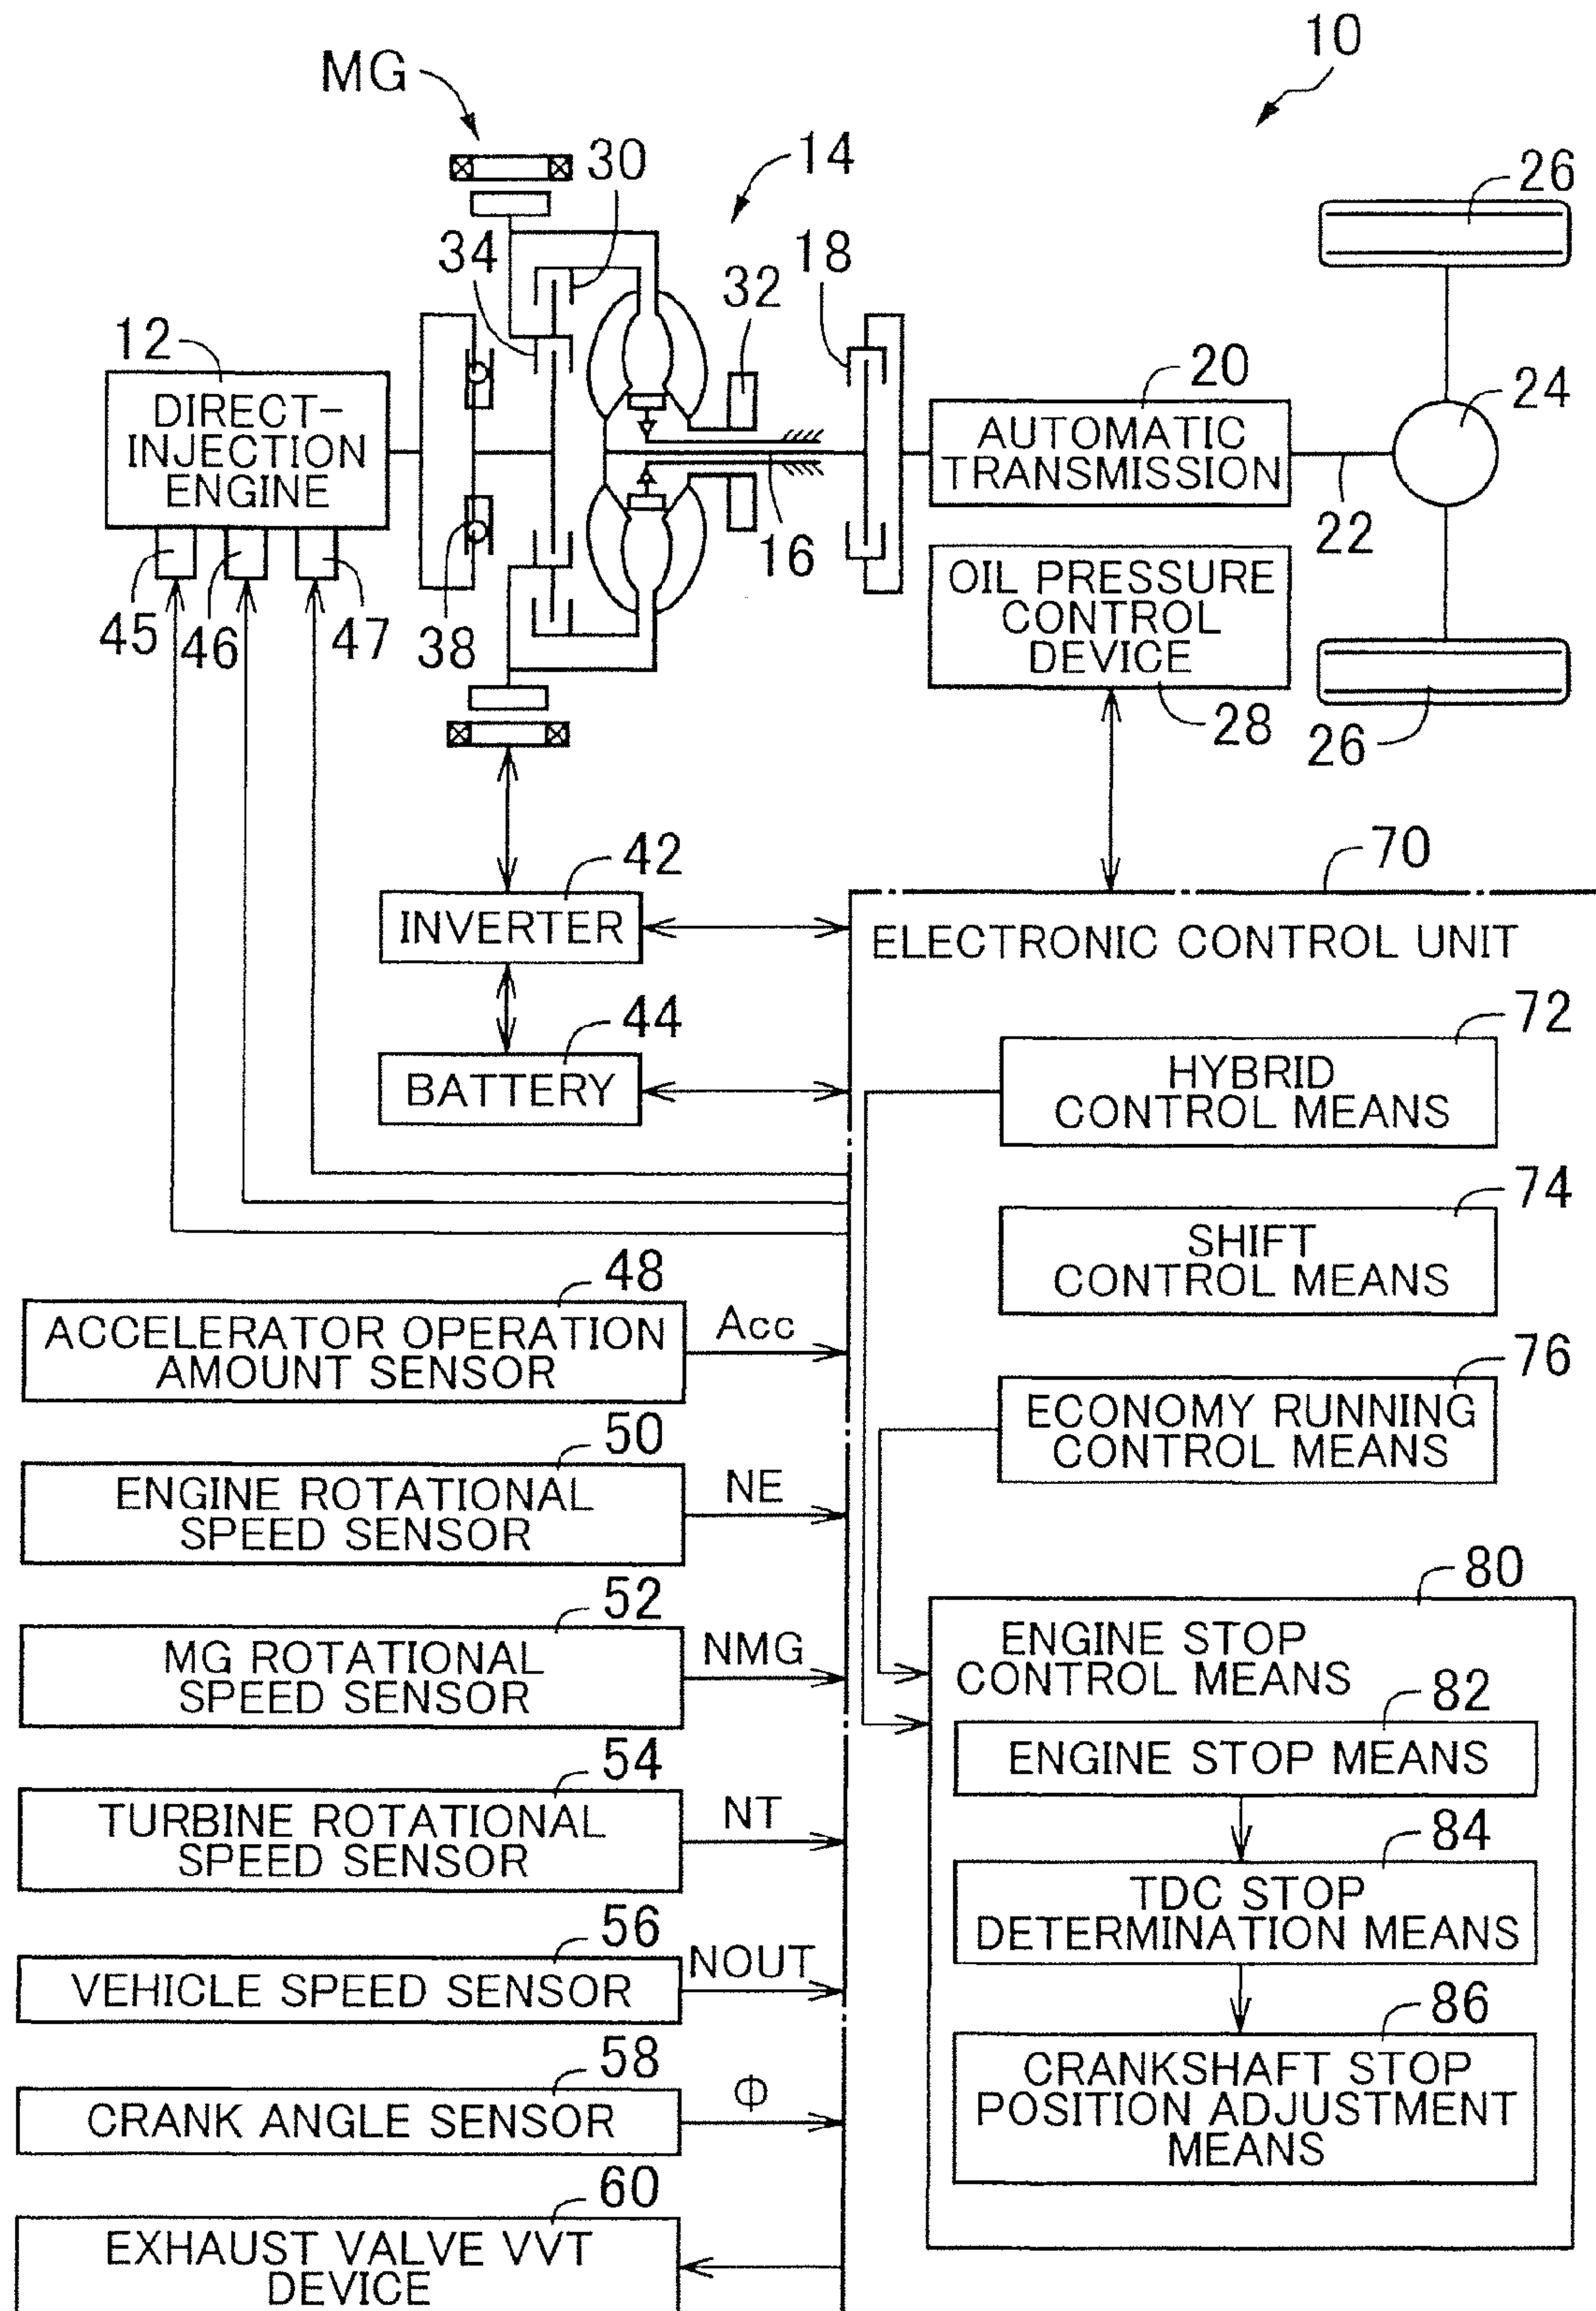 10
MG
14
30
26
34
18
32
12
20
24
DIRECT-
INJECTION
ENGINE
AUTOMATIC
TRANSMISSION
16
22
OIL PRESSURE
CONTROL
DEVICE
45
46
47
38
28
26
42
70
INVERTER
ELECTRONIC CONTROL UNIT
44
72
BATTERY
HYBRID
CONTROL MEANS
74
SHIFT
CONTROL MEANS
48
ACCELERATOR OPERATION
AMOUNT SENSOR
Acc
76
ECONOMY RUNNING
CONTROL MEANS
50
ENGINE ROTATIONAL
SPEED SENSOR
NE
80
ENGINE STOP
CONTROL MEANS
52
MG ROTATIONAL
SPEED SENSOR
NMG
82
ENGINE STOP MEANS
54
TURBINE ROTATIONAL
SPEED SENSOR
NT
84
TDC STOP
DETERMINATION MEANS
56
VEHICLE SPEED SENSOR
NOUT
86
CRANKSHAFT STOP
POSITION ADJUSTMENT
MEANS
58
CRANK ANGLE SENSOR
Φ
60
EXHAUST VALVE VVT
DEVICE